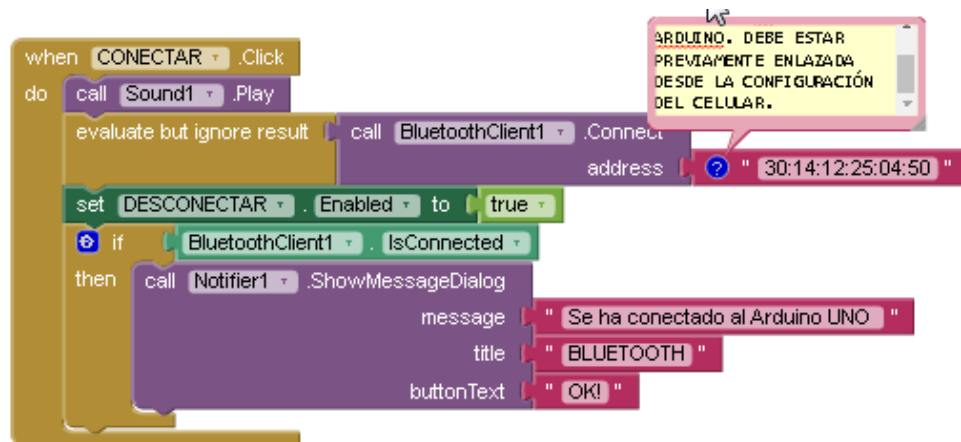 ARDUINO. DEBE ESTAR
PREVIAMENTE ENLAZADA
DESDE LA CONFIGURACIÓN
DEL CELULAR.
when CONECTAR .Click
do call Sound1 .Play
evaluate but ignore result call BluetoothClient1 .Connect
address " 30:14:12:25:04:50 "
set DESCONECTAR . Enabled to true
if BluetoothClient1 . IsConnected
then call Notifier1 .ShowMessageDialog
message " Se ha conectado al Arduino UNO "
title " BLUETOOTH "
buttonText " OK! "